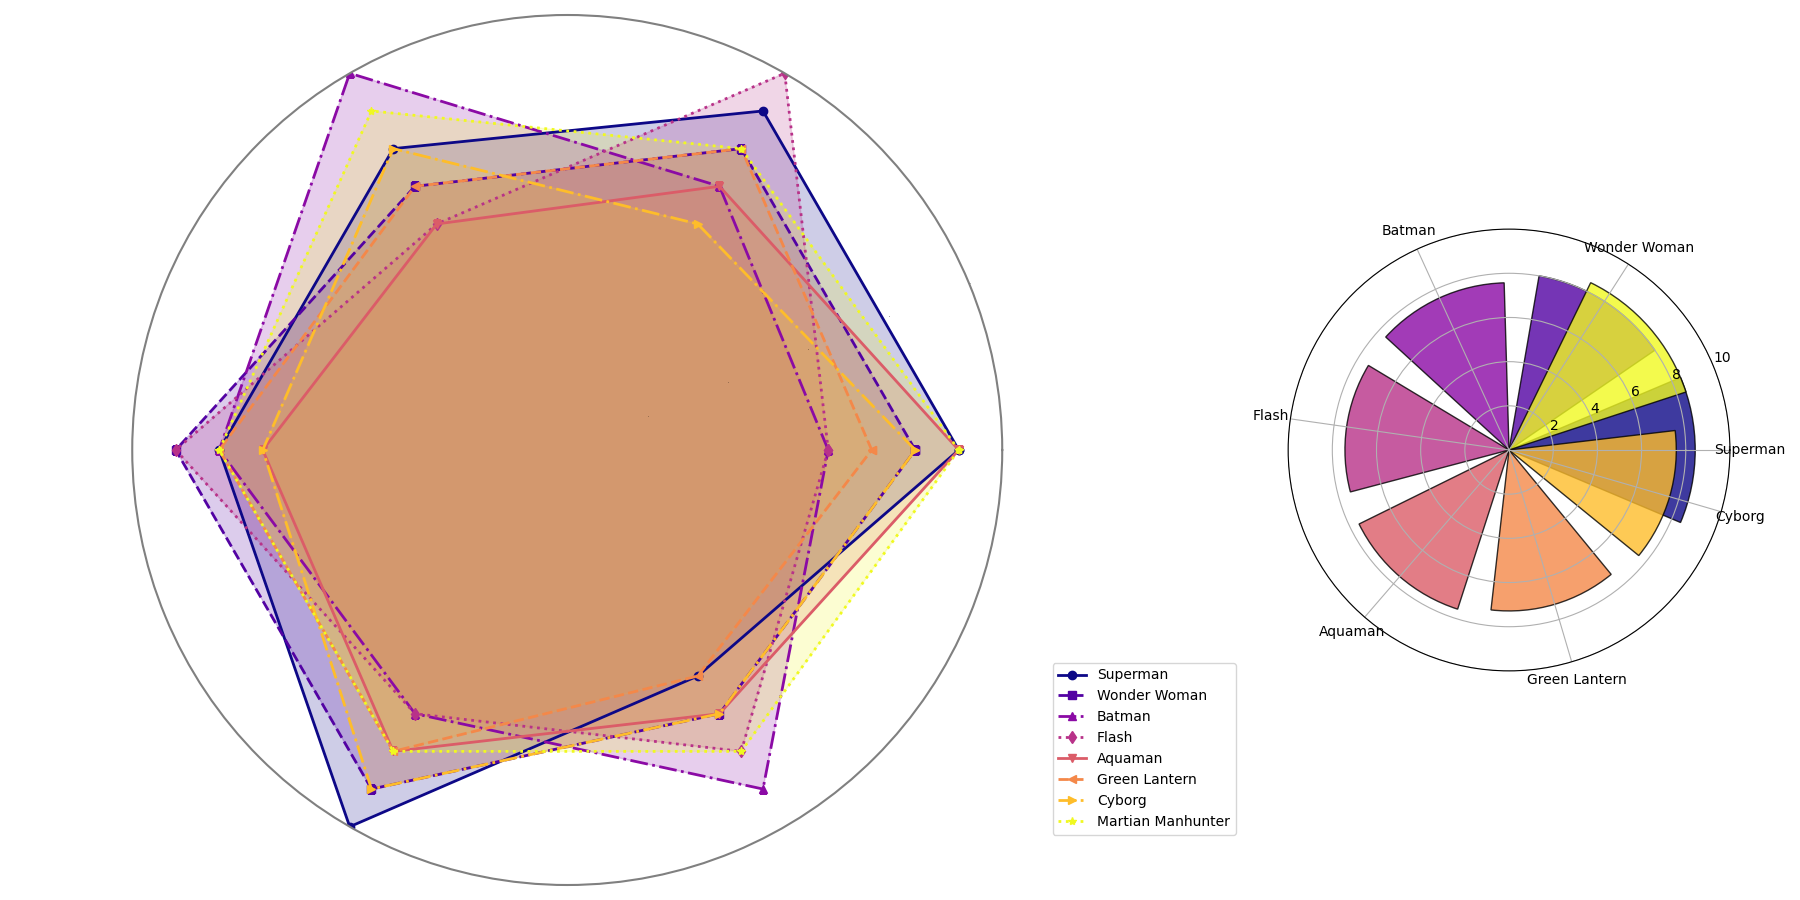 Batman
Wonder Woman
10
8
6
4
2
Flash
Superman
Cyborg
Aquaman
Green Lantern
Superman
Wonder Woman
Batman
Flash
Aquaman
Green Lantern
Cyborg
Martian Manhunter